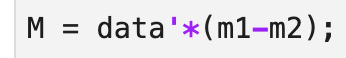 M = data'*(m1-m2);